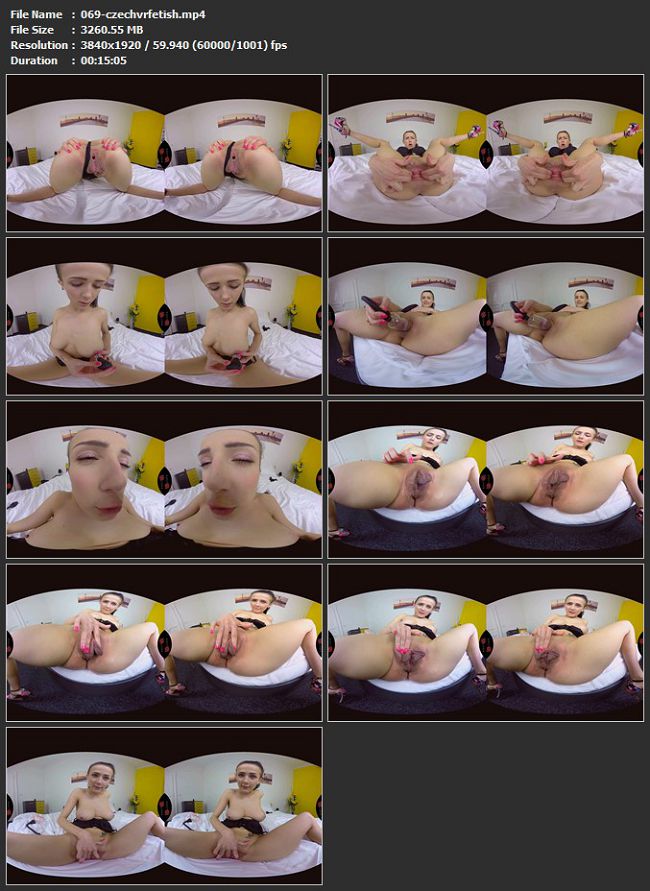 File Name : 069-czechvrfetish.mp4
File Size : 3260.55 MB
Resolution : 3840x1920 / 59.940 (60000/1001) fps
Duration : 00:15:05